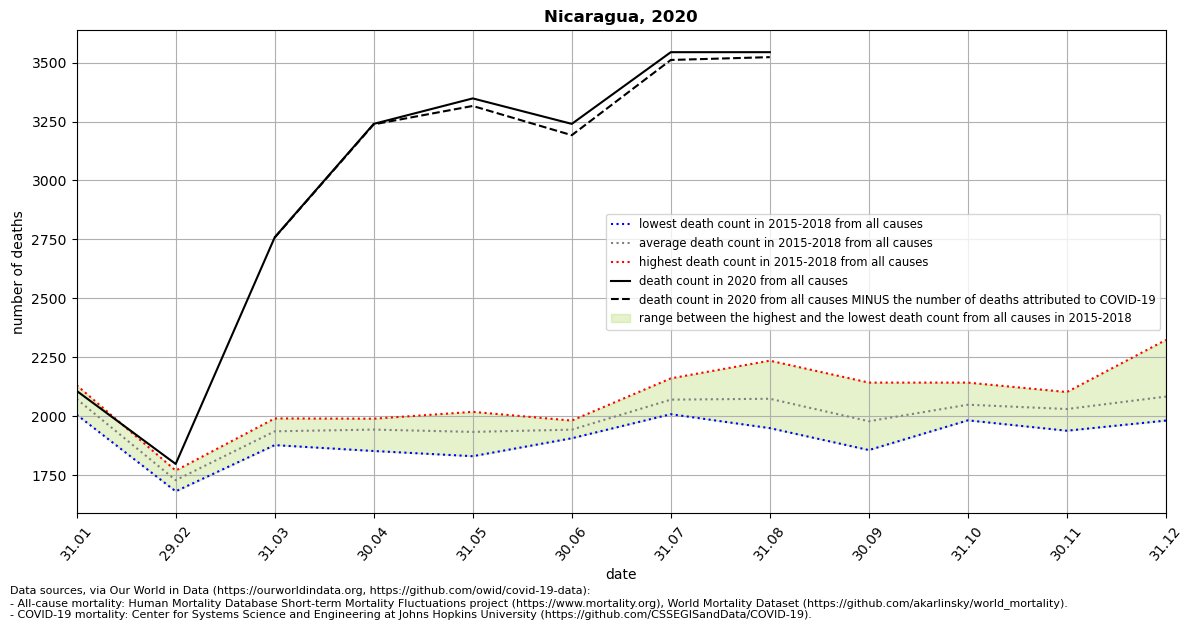 Nicaragua, 2020
number of deaths
3500
3250
3000
2750
2500
2250
2000
1750
lowest death count in 2015-2018 from all causes
average death count in 2015-2018 from all causes
highest death count in 2015-2018 from all causes
death count in 2020 from all causes
death count in 2020 from all causes MINUS the number of deaths attributed to COVID-19
range between the highest and the lowest death count from all causes in 2015-2018
31.01
29.02
31.03
30.04
31.05
30.06
31.07
31.08
30.09
31.10
30.11
31.12
date
Data sources, via Our World in Data (https://ourworldindata.org, https://github.com/owid/covid-19-data):
- All-cause mortality: Human Mortality Database Short-term Mortality Fluctuations project (https://www.mortality.org), World Mortality Dataset (https://github.com/akarlinsky/world_mortality).
- COVID-19 mortality: Center for Systems Science and Engineering at Johns Hopkins University (https://github.com/CSSEGISandData/COVID-19).